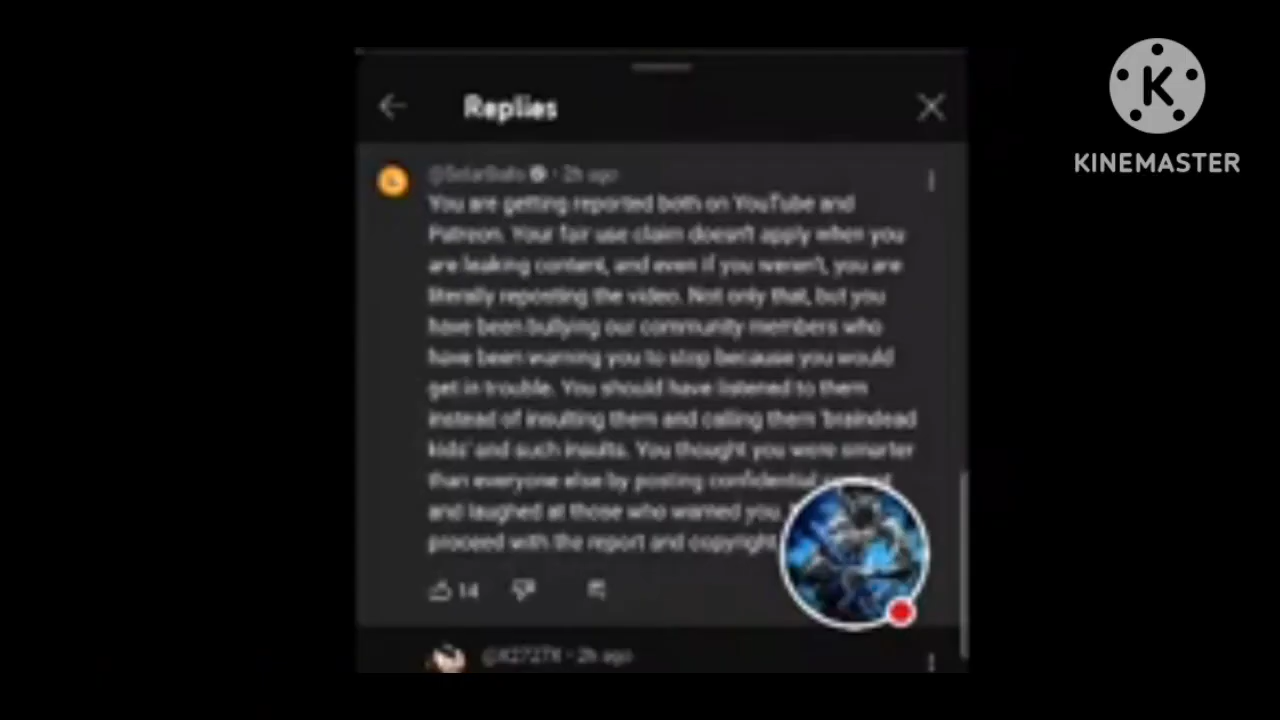 Replies
2h ago
You are getting reported both on YouTube and
Patreon. Your fair use claim doesn't apply when you
are leaking content, and even if you weren't, you are
literally reposting the video. Not only that, but you
have been bullying our community members who
have been warning you to stop because you would
get in trouble. You should have listened to them
instead of insulting them and calling them 'braindead
kids' and such insults. You thought you were smarter
than everyone else by posting confidential
and laughed at those who warned you.
proceed with the report and copyright
14
2h ago
K
KINEMASTER